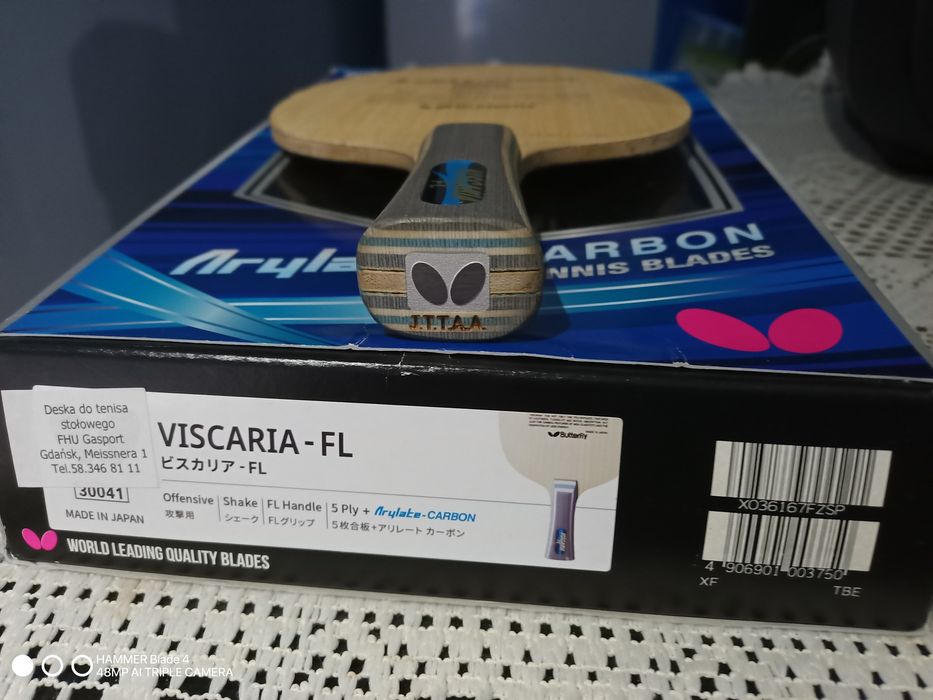 Arylate CARBON
TENNIS BLADES
J.T.T.A.A.
Deska do tenisa
stołowego
FHU Gasport
Gdańsk, Meissnera 1
Tel.58.346 81 11
VISCARIA-FL
ビスカリア-FL
30041
MADE IN JAPAN
Offensive
攻撃用
Shake
シェーク
FL Handle
FLグリップ
5 Ply + Arylate-CARBON
5枚合板+アリレート カーボン
Butterfly
WORLD LEADING QUALITY BLADES
X036167FZSP
4 906901 003750
XF
TBE
HAMMER Blade 4
48MP AI TRIPLE CAMERA